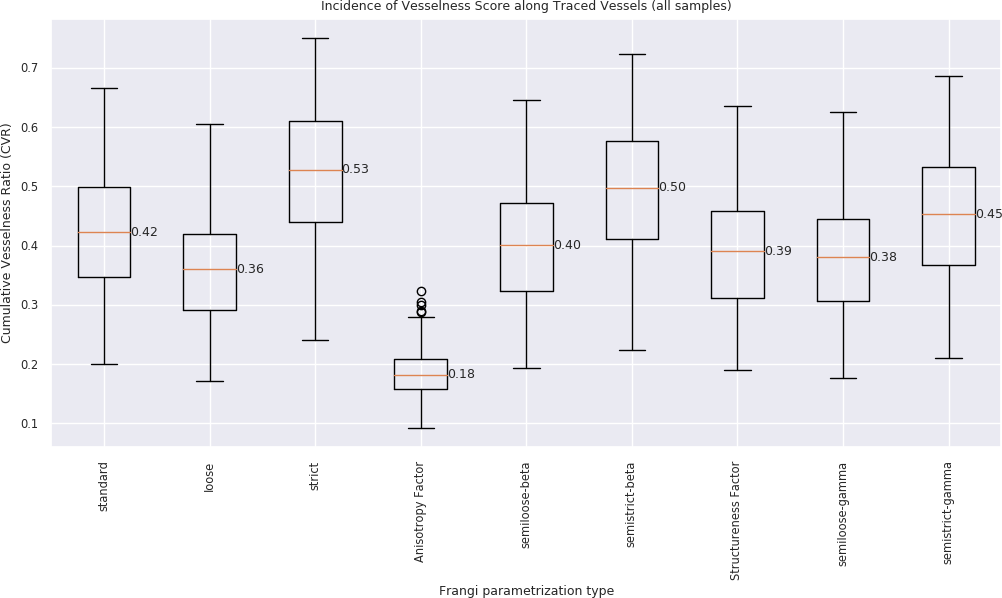 Incidence of Vesselness Score along Traced Vessels (all samples)
Cumulative Vesselness Ratio (CVR)
0.7
0.6
0.5
0.4
0.3
0.2
0.1
0.42
0.36
0.53
0.18
0.40
0.50
0.39
0.38
0.45
standard
loose
strict
Anisotropy Factor
semiloose-beta
semistrict-beta
Structureness Factor
semiloose-gamma
semistrict-gamma
Frangi parametrization type